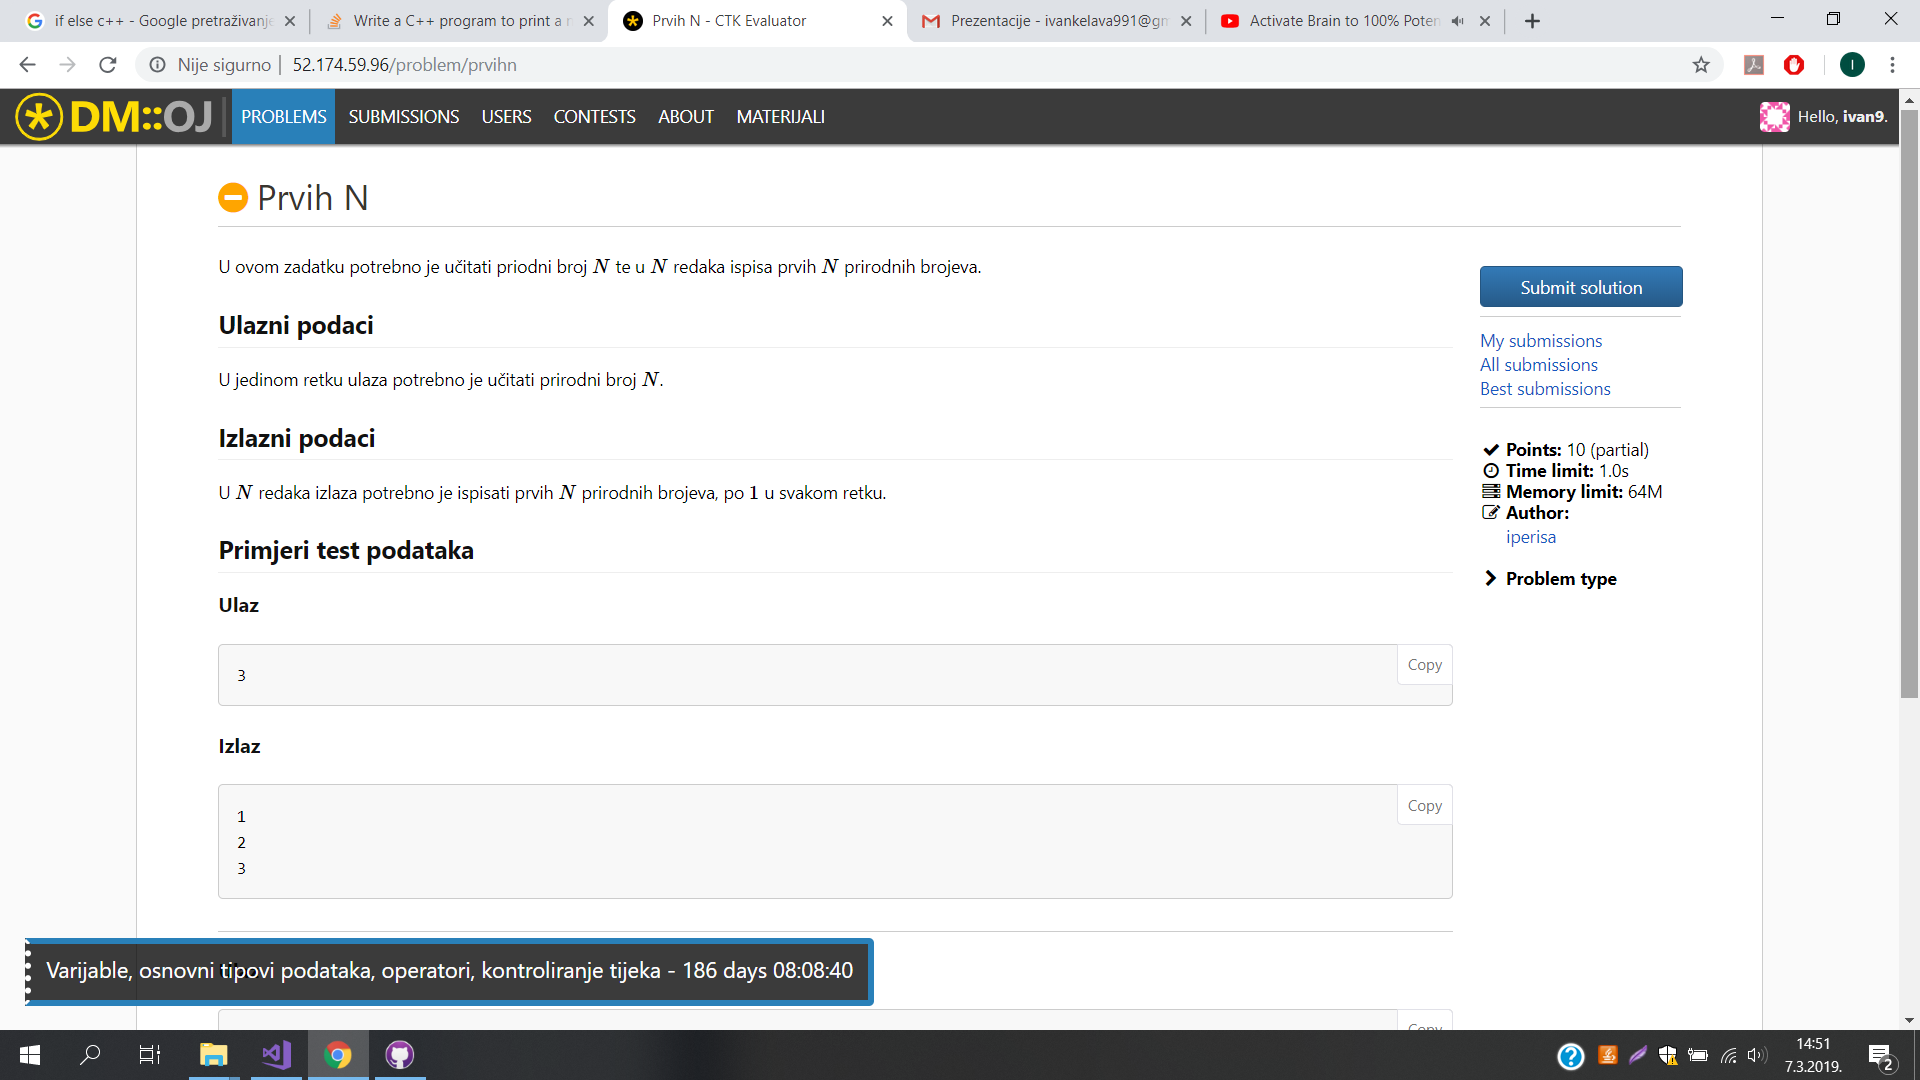 if else c++ - Google pretraživanje
Write a C++ program to print a n
Prvih N - CTK Evaluator
Prezentacije - ivankelava991@gm
Activate Brain to 100% Poten
Nije sigurno | 52.174.59.96/problem/prvihn
I
DM::OJ
PROBLEMS SUBMISSIONS USERS CONTESTS ABOUT MATERIJALI
Hello, ivan9.
Prvih N
U ovom zadatku potrebno je učitati priodni broj N te u N redaka ispisa prvih N prirodnih brojeva.
Ulazni podaci
U jedinom retku ulaza potrebno je učitati prirodni broj N.
Izlazni podaci
U N redaka izlaza potrebno je ispisati prvih N prirodnih brojeva, po 1 u svakom retku.
Primjeri test podataka
Ulaz
3
Copy
Izlaz
1
2
3
Copy
Submit solution
My submissions
All submissions
Best submissions
Points: 10 (partial)
Time limit: 1.0s
Memory limit: 64M
Author:
iperisa
Problem type
Varijable, osnovni tipovi podataka, operatori, kontroliranje tijeka - 186 days 08:08:40
Copy
14:51
7.3.2019.
2